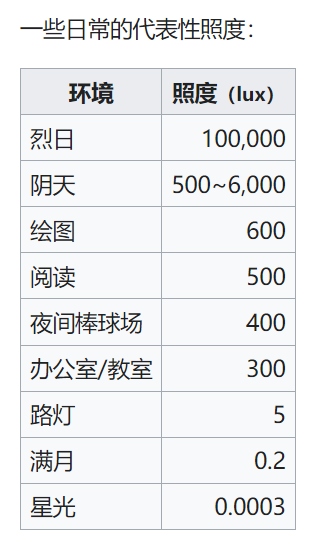 一些日常的代表性照度：
环境 照度（lux）
烈日 100,000
阴天 500~6,000
绘图 600
阅读 500
夜间棒球场 400
办公室/教室 300
路灯 5
满月 0.2
星光 0.0003